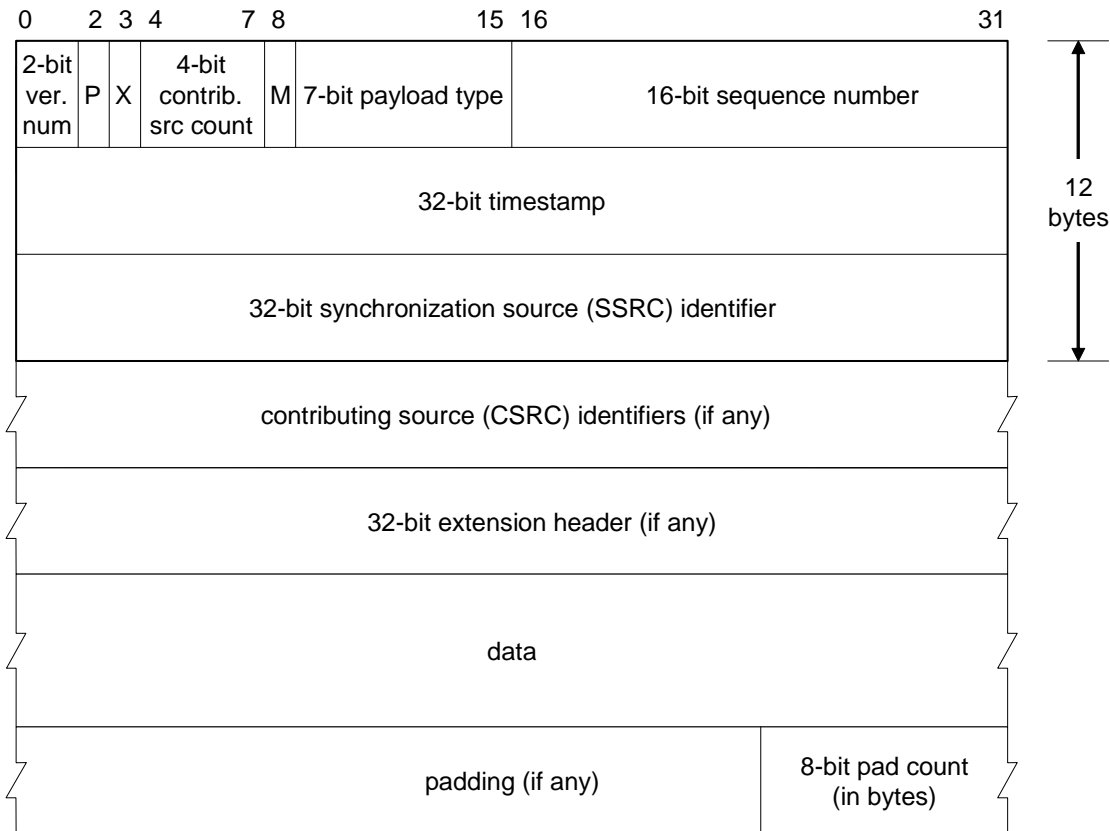 0 2 3 4 7 8 15 16 31
2-bit
ver.
num
P
X
4-bit
contrib.
src count
M
7-bit payload type
16-bit sequence number
32-bit timestamp
12
bytes
32-bit synchronization source (SSRC) identifier
contributing source (CSRC) identifiers (if any)
32-bit extension header (if any)
data
padding (if any)
8-bit pad count
(in bytes)